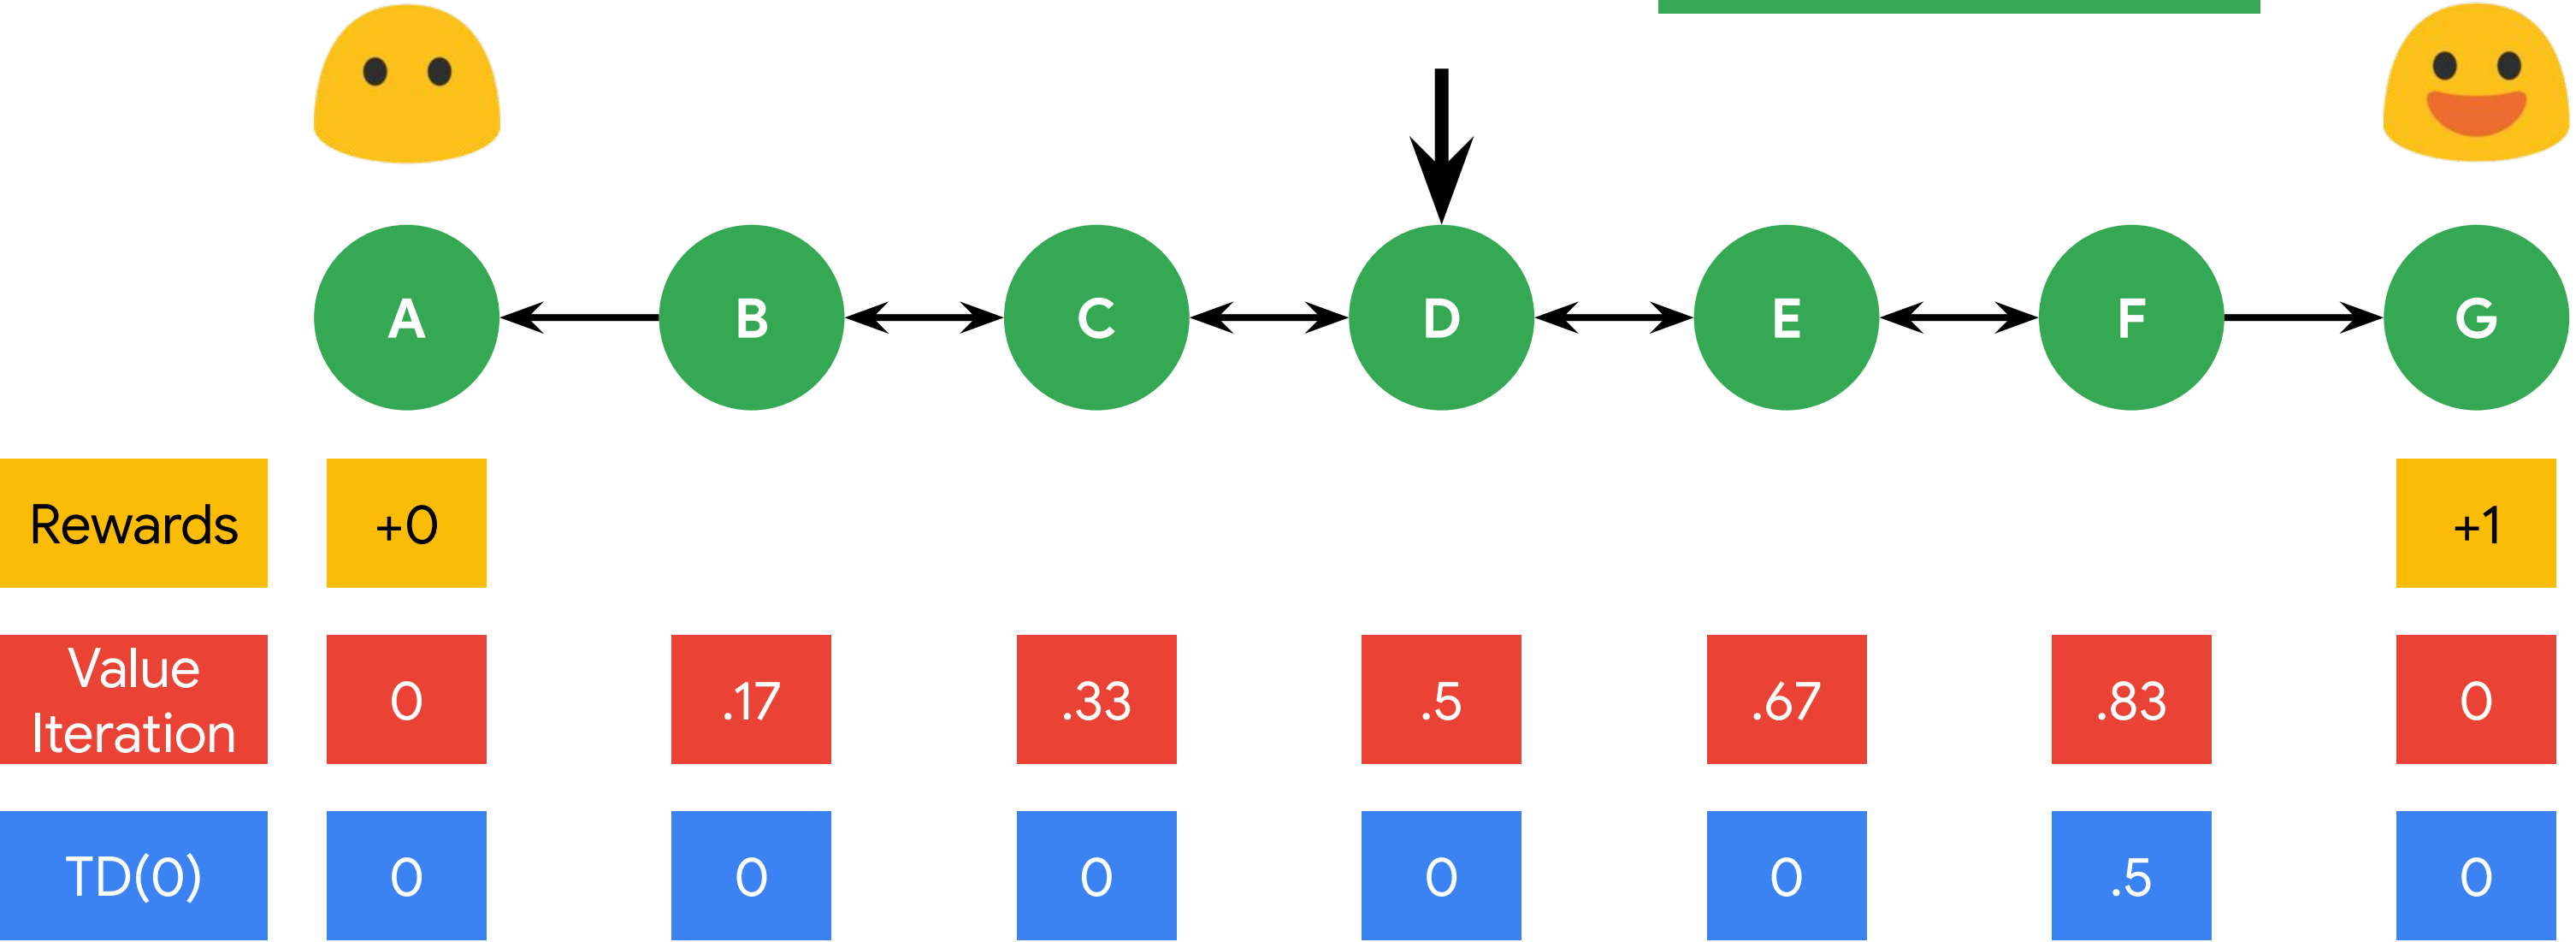 A B C D E F G
Rewards +0 +1
Value
Iteration 0 .17 .33 .5 .67 .83 0
TD(0) 0 0 0 0 0 .5 0